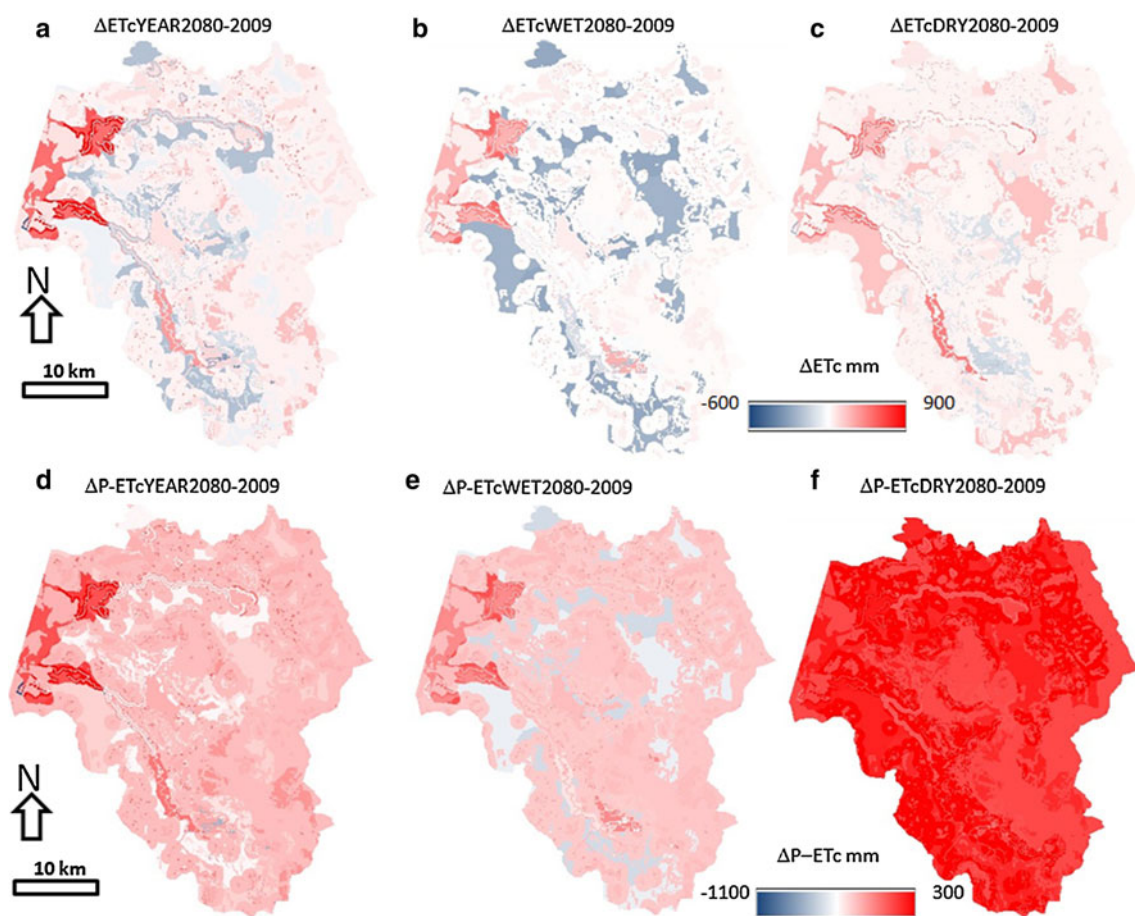 a ΔETcYEAR2080-2009
b ΔETcWET2080-2009
c ΔETcDRY2080-2009
N
10 km
ΔETc mm
-600 900
d ΔP-ETcYEAR2080-2009
e ΔP-ETcWET2080-2009
f ΔP-ETcDRY2080-2009
N
10 km
ΔP–ETc mm
-1100 300